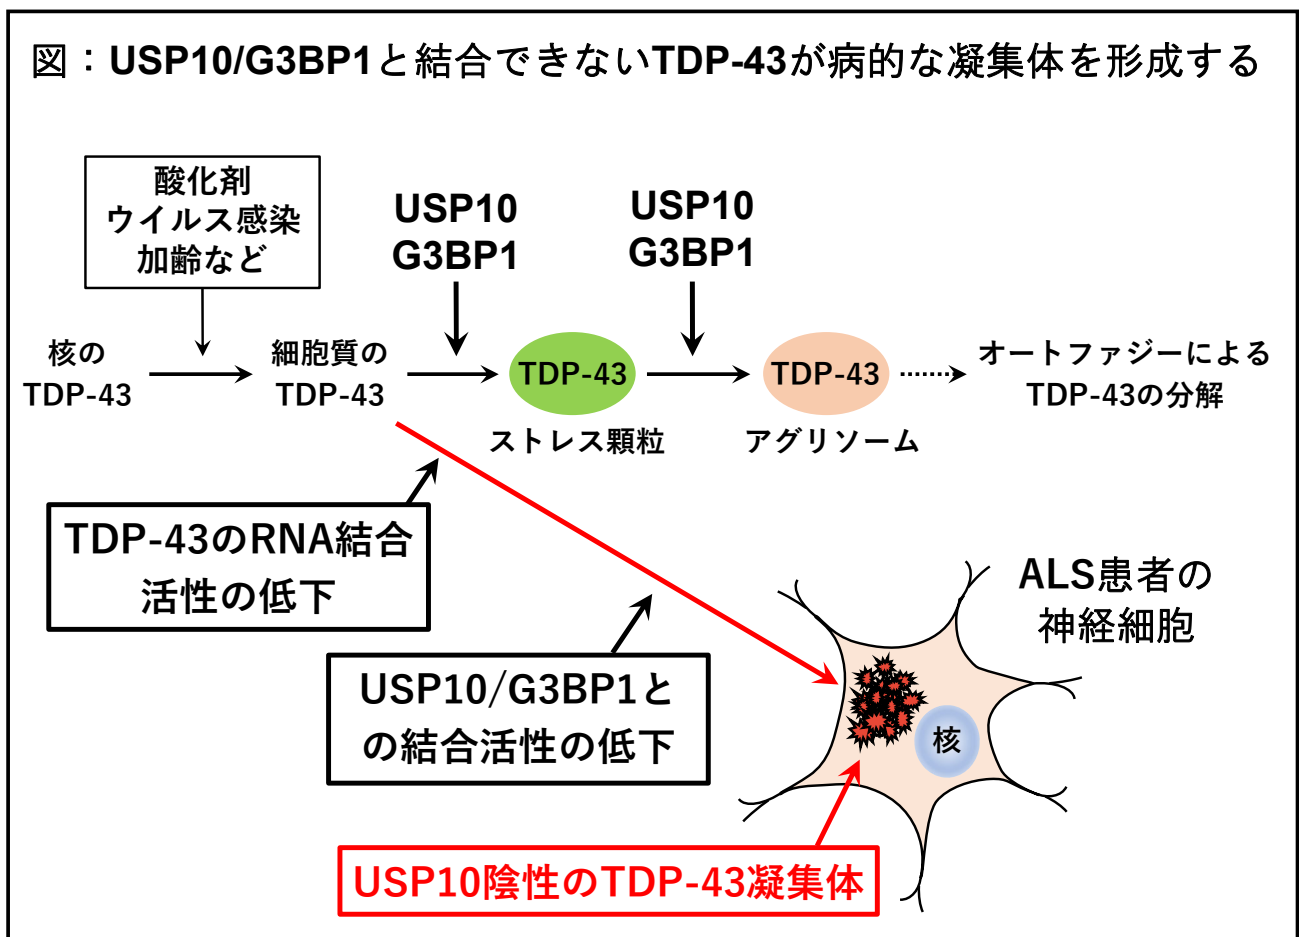 図：USP10/G3BP1と結合できないTDP-43が病的な凝集体を形成する
酸化剤
ウイルス感染
加齢など
USP10
G3BP1
USP10
G3BP1
核の
TDP-43
細胞質の
TDP-43
TDP-43
ストレス顆粒
TDP-43
アグリソーム
オートファジーによる
TDP-43の分解
TDP-43のRNA結合
活性の低下
USP10/G3BP1と
の結合活性の低下
ALS患者の
神経細胞
核
USP10陰性のTDP-43凝集体